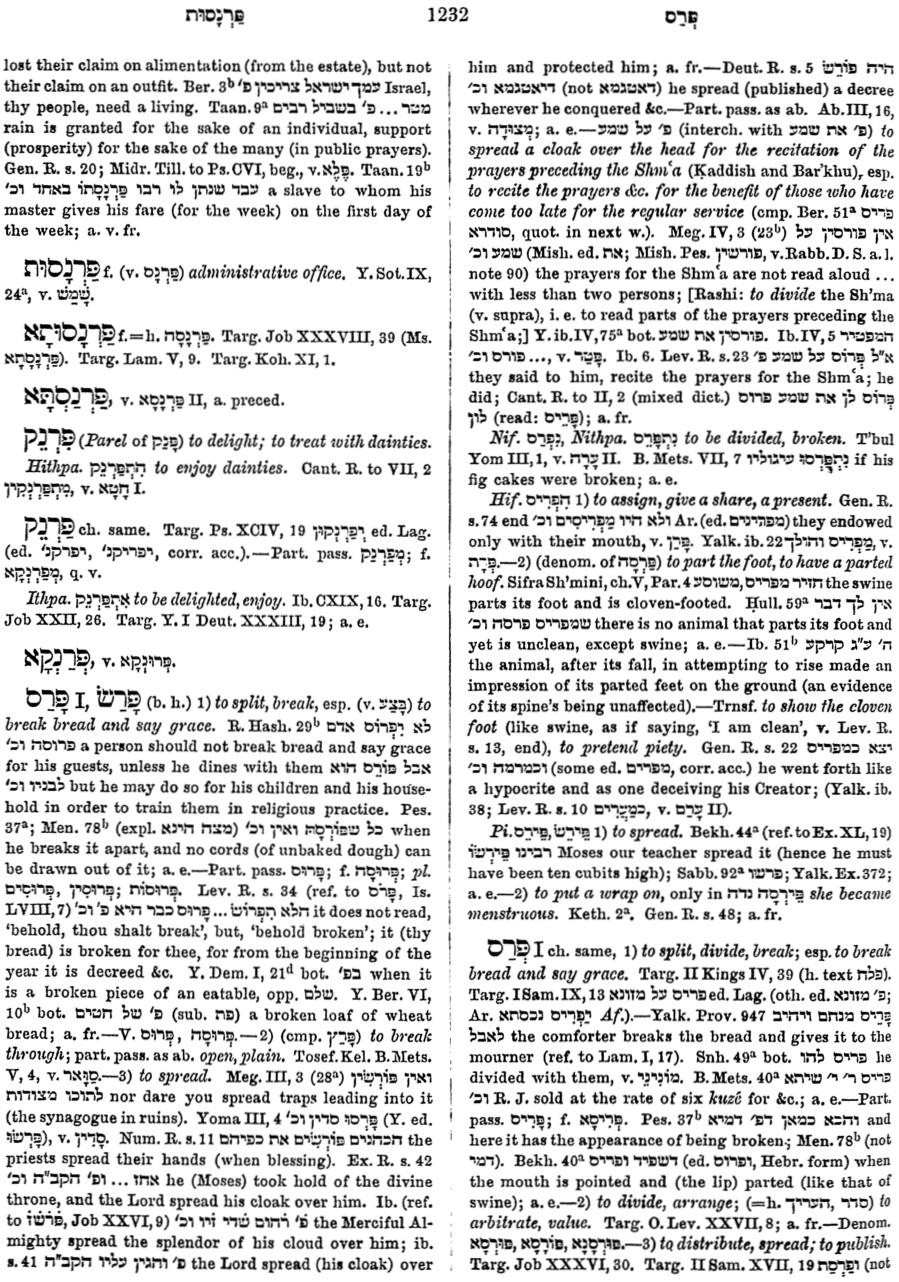 פַּרְנָסוּת 1232 פְּרַס
lost their claim on alimentation (from the estate), but not
their claim on an outfit. Ber. 3ᵇ עמך ישראל צריכין פ׳ Israel,
thy people, need a living. Taan. 9ᵃ מטר ... פ׳ בשביל רבים
rain is granted for the sake of an individual, support
(prosperity) for the sake of the many (in public prayers).
Gen. R. s. 20; Midr. Till. to Ps. CVI, beg., v. פֶּלֶא. Taan. 19ᵇ
עבד שנתן לו רבו פַּרְנָסָתוֹ באחד וכ׳ a slave to whom his
master gives his fare (for the week) on the first day of
the week; a. v. fr.
פַּרְנָסוּת f. (v. פַּרְנָס) administrative office. Y. Sot. IX,
24ᵃ, v. שַׁמָּשׁ.
פַּרְנָסוּתָא f.=h. פַּרְנָסָה. Targ. Job XXXVIII, 39 (Ms.
פַּרְנָסָתָא). Targ. Lam. V, 9. Targ. Koh. XI, 1.
פַּרְנַסְתָּא, v. פַּרְנָסָא II, a. preced.
פִּרְנֵק (Parel of פָּנַק) to delight; to treat with dainties.
Hithpa. הִתְפַּרְנֵק to enjoy dainties. Cant. R. to VII, 2
מִתְפַּרְנְקִין, v. חֲטָא I.
פַּרְנֵק ch. same. Targ. Ps. XCIV, 19 וִיפַרְנְקוּן ed. Lag.
(ed. יפריקנ׳, יפרקנ׳, corr. acc.).—Part. pass. מְפַרְנֵק; f.
מְפַרְנְקָא, q. v.
Ithpa. אִתְפַּרְנֵק to be delighted, enjoy. Ib. CXIX, 16. Targ.
Job XXII, 26. Targ. Y. I Deut. XXXIII, 19; a. e.
פְּרַנְקָא, v. פְּרוּנְקָא.
פָּרַס I, פָּרַשׂ (b. h.) 1) to split, break, esp. (v. בָּצַע) to
break bread and say grace. R. Hash. 29ᵇ לא יִפְרוֹס אדם
פרוסה וכ׳ a person should not break bread and say grace
for his guests, unless he dines with them אבל פּוֹרֵס הוא
לבניו וכ׳ but he may do so for his children and his house-
hold in order to train them in religious practice. Pes.
37ᵃ; Men. 78ᵇ (expl. מצה הינא) כל שפּוֹרְסָהּ ואין וכ׳ when
he breaks it apart, and no cords (of unbaked dough) can
be drawn out of it; a. e.—Part. pass. פָּרוּס; f. פְּרוּסָה; pl.
פְּרוּסִים, פְּרוּסִין; פְּרוּסוֹת. Lev. R. s. 34 (ref. to פָּרֹס, Is.
LVIII, 7) הלא תִפְרוֹשׂ ... פָּרוּס כבר היא פ׳ וכ׳ it does not read,
‘behold, thou shalt break’, but, ‘behold broken’; it (thy
bread) is broken for thee, for from the beginning of the
year it is decreed &c. Y. Dem. I, 21ᵈ bot. בפ׳ when it
is a broken piece of an eatable, opp. שלם. Y. Ber. VI,
10ᵇ bot. פ׳ של חטים (sub. פת) a broken loaf of wheat
bread; a. fr.—V. פְּרוּסָה, פְּרוּס.—2) (cmp. פָּרַץ) to break
through; part. pass. as ab. open, plain. Tosef. Kel. B. Mets.
V, 4, v. סַוָּאר.—3) to spread. Meg. III, 3 (28ᵃ) ואין פּוֹרְשִׂין
לתוכו מצודות nor dare you spread traps leading into it
(the synagogue in ruins). Yoma III, 4 פָּרְסוּ סדין וכ׳ (Y. ed.
פָּרְשׂוּ), v. סָדִין. Num. R. s. 11 הכהנים פּוֹרְשִׂים את כפיהם the
priests spread their hands (when blessing). Ex. R. s. 42
אחז ... ופ׳ הקב״ה וכ׳ he (Moses) took hold of the divine
throne, and the Lord spread his cloak over him. Ib. (ref.
to פַּרְשֵׁז, Job XXVI, 9) פ׳ רחום שדי זיו וכ׳ the Merciful Al-
mighty spread the splendor of his cloud over him; ib.
s. 41 פ׳ והגין עליו הקב״ה the Lord spread (his cloak) over
him and protected him; a. fr.—Deut. R. s. 5 היה פּוֹרֵשׂ
דיאטגמא וכ׳ (not דאטגמא) he spread (published) a decree
wherever he conquered &c.—Part. pass. as ab. Ab. III, 16,
v. מְצוּדָה; a. e.—פ׳ על שמע (interch. with פ׳ את שמע) to
spread a cloak over the head for the recitation of the
prayers preceding the Shmʿa (Ḳaddish and Bar'khu), esp.
to recite the prayers &c. for the benefit of those who have
come too late for the regular service (cmp. Ber. 51ᵃ פריס
סודרא, quot. in next w.). Meg. IV, 3 (23ᵇ) אין פורסין על
שמע וכ׳ (Mish. ed. את; Mish. Pes. פורשין, v. Rabb. D. S. a. l.
note 90) the prayers for the Shmʿa are not read aloud ...
with less than two persons; [Rashi: to divide the Sh'ma
(v. supra), i. e. to read parts of the prayers preceding the
Shmʿa;] Y. ib. IV, 75ᵃ bot. פורסין את שמע. Ib. IV, 5 המפטיר
פורס וכ׳ ..., v. פָּטַר. Ib. 6. Lev. R. s. 23 א״ל פְּרוֹס על שמע פ׳
they said to him, recite the prayers for the Shmʿa; he
did; Cant. R. to II, 2 (mixed dict.) פְּרוֹס לן את שמע פרוס
לון (read: פָּרֵיס); a. fr.
Nif. נִפְרַס, Nithpa. נִתְפָּרֵס to be divided, broken. T'bul
Yom III, 1, v. עָרָה II. B. Mets. VII, 7 נִתְפָּרְסוּ עיגוליו if his
fig cakes were broken; a. e.
Hif. הִפְרִיס 1) to assign, give a share, a present. Gen. R.
s. 74 end ולא היו מַפְרִיסִים וכ׳ Ar. (ed. מפרינים) they endowed
only with their mouth, v. פָּרַן. Yalk. ib. 22 מַפְרִיס והולך, v.
פְּדָה.—2) (denom. of פַּרְסָה) to part the foot, to have a parted
hoof. Sifra Sh'mini, ch. V, Par. 4 חזיר מפריס, משוסע the swine
parts its foot and is cloven-footed. Ḥull. 59ᵃ אין לך דבר
שמפריס פרסה וכ׳ there is no animal that parts its foot and
yet is unclean, except swine; a. e.—Ib. 51ᵇ ה׳ ע״ג קרקע
the animal, after its fall, in attempting to rise made an
impression of its parted feet on the ground (an evidence
of its spine's being unaffected).—Trnsf. to show the cloven
foot (like swine, as if saying, ‘I am clean’, v. Lev. R.
s. 13, end), to pretend piety. Gen. R. s. 22 יצא כמפריס
וכמרמה וכ׳ (some ed. מפרים, corr. acc.) he went forth like
a hypocrite and as one deceiving his Creator; (Yalk. ib.
38; Lev. R. s. 10 כְּמַעֲרִים, v. עָרַם II).
Pi. פֵּירֵשׂ, פֵּירֵס 1) to spread. Bekh. 44ᵃ (ref. to Ex. XL, 19)
רבינו פֵּירְשׂוֹ Moses our teacher spread it (hence he must
have been ten cubits high); Sabb. 92ᵃ פרשו; Yalk. Ex. 372;
a. e.—2) to put a wrap on, only in פֵּירְסָה נדה she became
menstruous. Keth. 2ᵃ. Gen. R. s. 48; a. fr.
פְּרַס I ch. same, 1) to split, divide, break; esp. to break
bread and say grace. Targ. II Kings IV, 39 (h. text פלח).
Targ. I Sam. IX, 13 פריס על מזונא ed. Lag. (oth. ed. פ׳ מזונא;
Ar. יַפְרֵיס נכסתא Af.).—Yalk. Prov. 947 פָּרֵיס מנחם ויהיב
לאבל the comforter breaks the bread and gives it to the
mourner (ref. to Lam. I, 17). Snh. 49ᵃ bot. פריס להו he
divided with them, v. מוֹנִינֵי. B. Mets. 40ᵃ פריס ר׳ י׳ שיתא
וכ׳ R. J. sold at the rate of six kuzé for &c.; a. e.—Part.
pass. פְּרִיס; f. פְּרִיסָא. Pes. 37ᵇ והכא כמאן דפ׳ דמיא and
here it has the appearance of being broken; Men. 78ᵇ (not
דמי). Bekh. 40ᵃ דשפיד ופריס (ed. ופרוס, Hebr. form) when
the mouth is pointed and (the lip) parted (like that of
swine); a. e.—2) to divide, arrange; (=h. סדר, העריך) to
arbitrate, value. Targ. O. Lev. XXVII, 8; a. fr.—Denom.
פּוּרְסָנָא, פּוֹרְסָא, פּוּרְסָא.—3) to distribute, spread; to publish.
Targ. Job XXXVI, 30. Targ. II Sam. XVII, 19 וּפְרַסַת (not